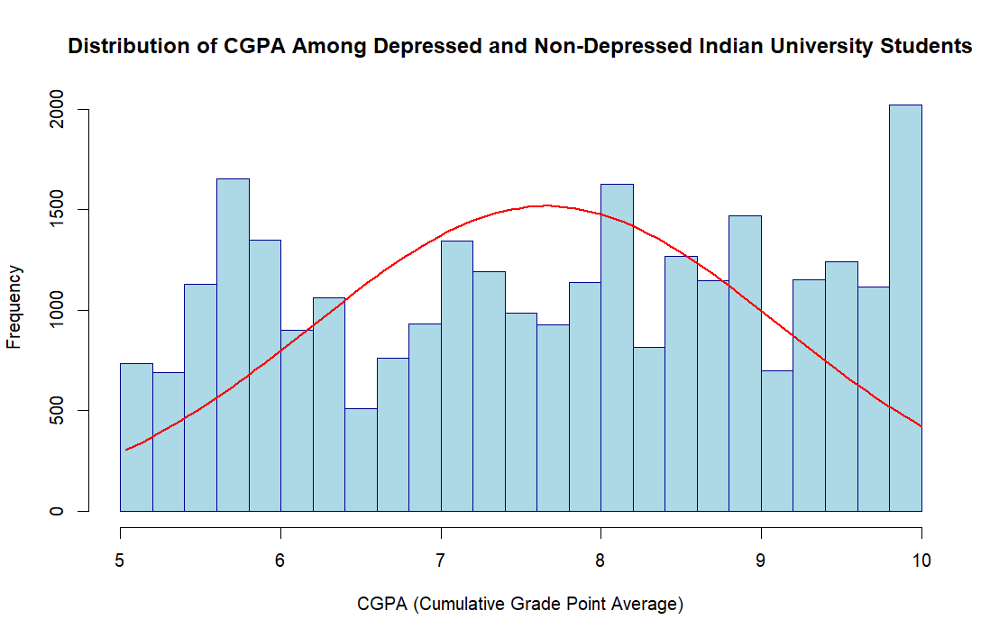 Distribution of CGPA Among Depressed and Non-Depressed Indian University Students
Frequency
2000
1500
1000
500
0
5 6 7 8 9 10
CGPA (Cumulative Grade Point Average)